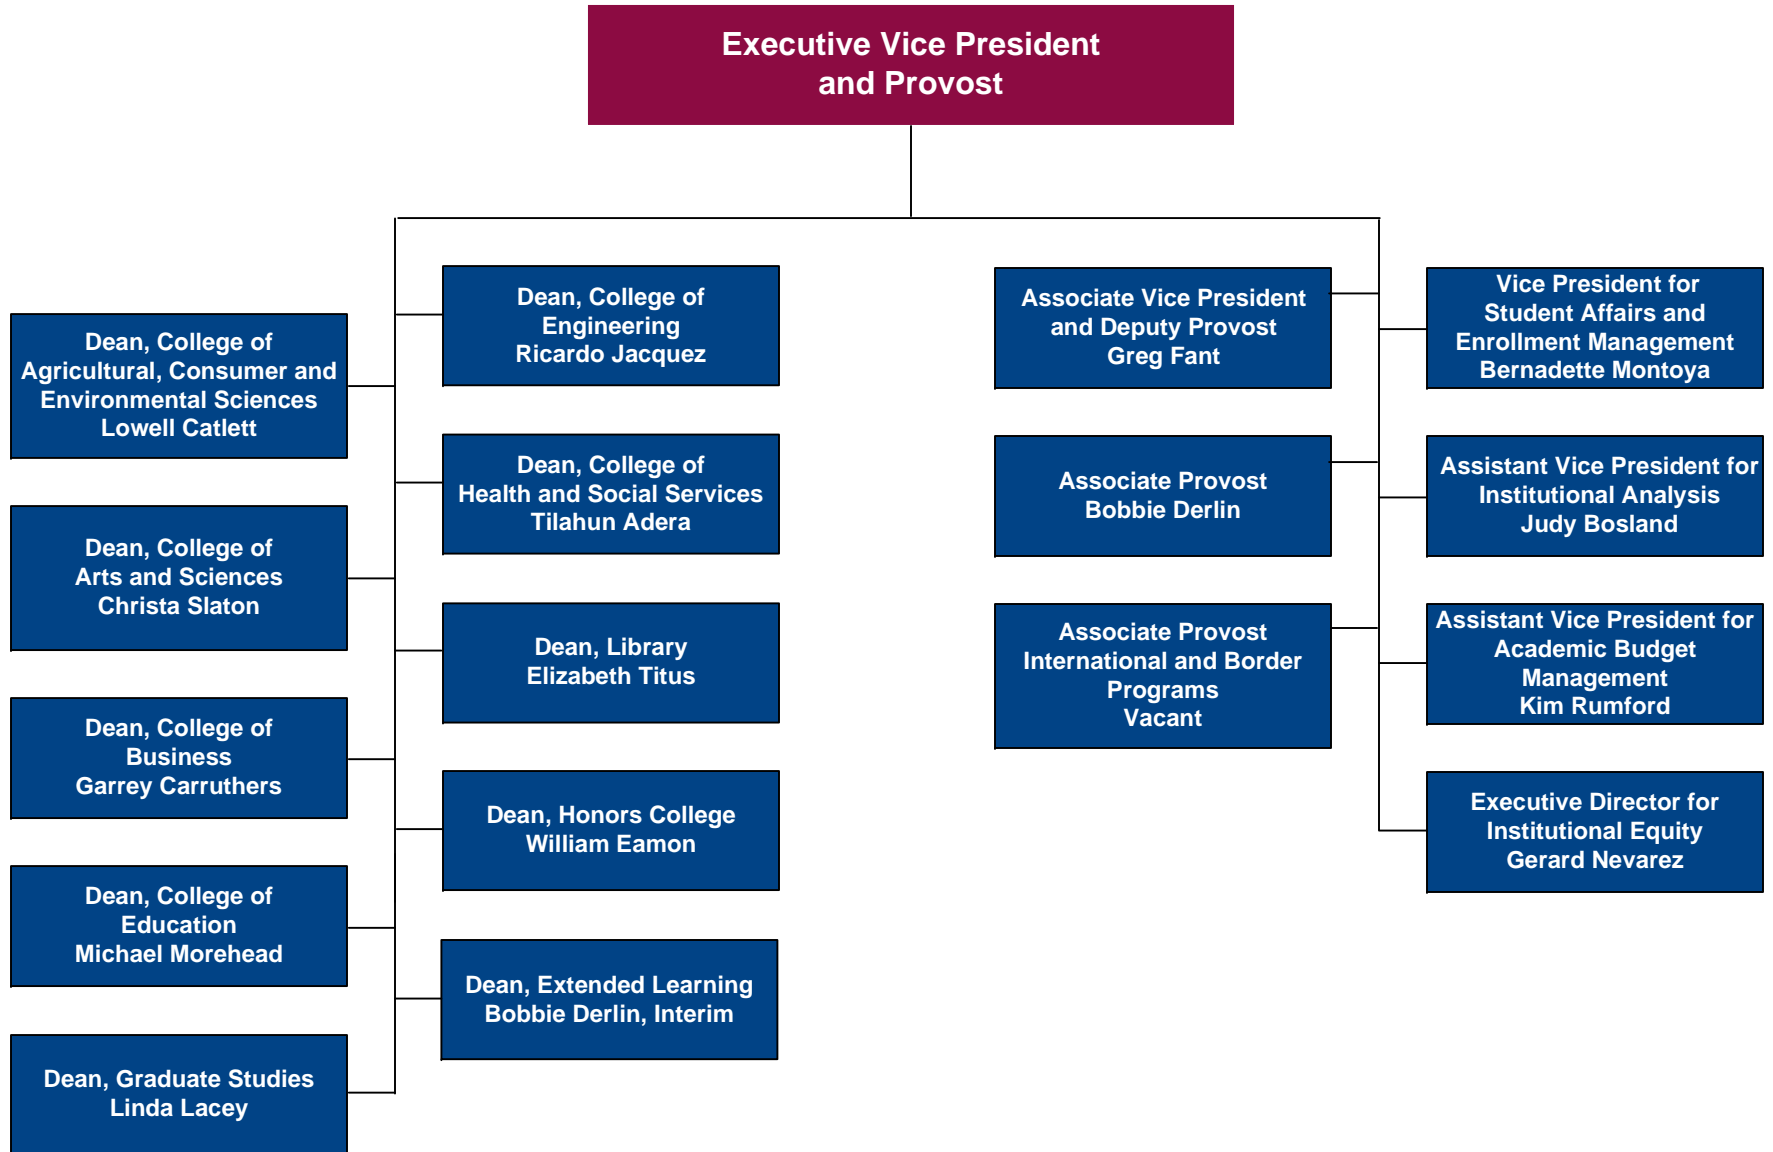 Executive Vice President
and Provost
Dean, College of
Agricultural, Consumer and
Environmental Sciences
Lowell Catlett
Dean, College of
Arts and Sciences
Christa Slaton
Dean, College of
Business
Garrey Carruthers
Dean, College of
Education
Michael Morehead
Dean, Graduate Studies
Linda Lacey
Dean, College of
Engineering
Ricardo Jacquez
Dean, College of
Health and Social Services
Tilahun Adera
Dean, Library
Elizabeth Titus
Dean, Honors College
William Eamon
Dean, Extended Learning
Bobbie Derlin, Interim
Associate Vice President
and Deputy Provost
Greg Fant
Associate Provost
Bobbie Derlin
Associate Provost
International and Border
Programs
Vacant
Vice President for
Student Affairs and
Enrollment Management
Bernadette Montoya
Assistant Vice President for
Institutional Analysis
Judy Bosland
Assistant Vice President for
Academic Budget
Management
Kim Rumford
Executive Director for
Institutional Equity
Gerard Nevarez